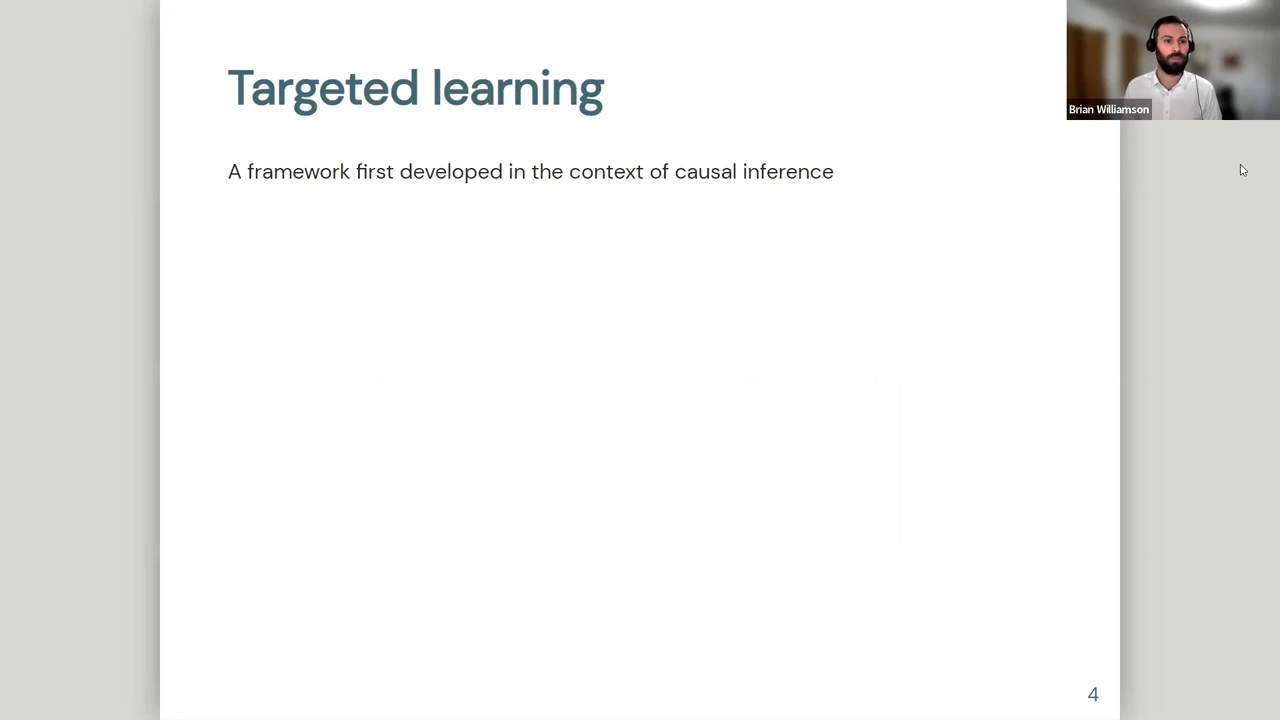 Targeted learning
Brian Williamson
A framework first developed in the context of causal inference
4